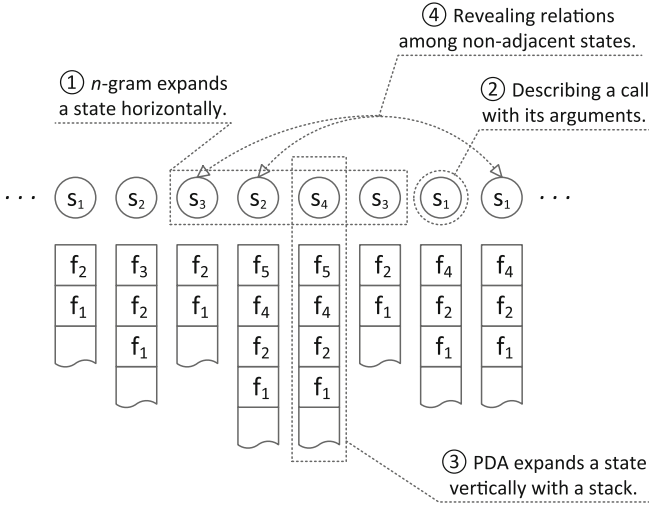 ④ Revealing relations
among non-adjacent states.
① n-gram expands
a state horizontally.
② Describing a call
with its arguments.
··· s₁ s₂ s₃ s₂ s₄ s₃ s₁ s₁ ···
f₂ f₃ f₂ f₅ f₅ f₂ f₄ f₄
f₁ f₂ f₁ f₄ f₄ f₁ f₂ f₂
f₁ f₂ f₂ f₁ f₁
f₁ f₁
③ PDA expands a state
vertically with a stack.